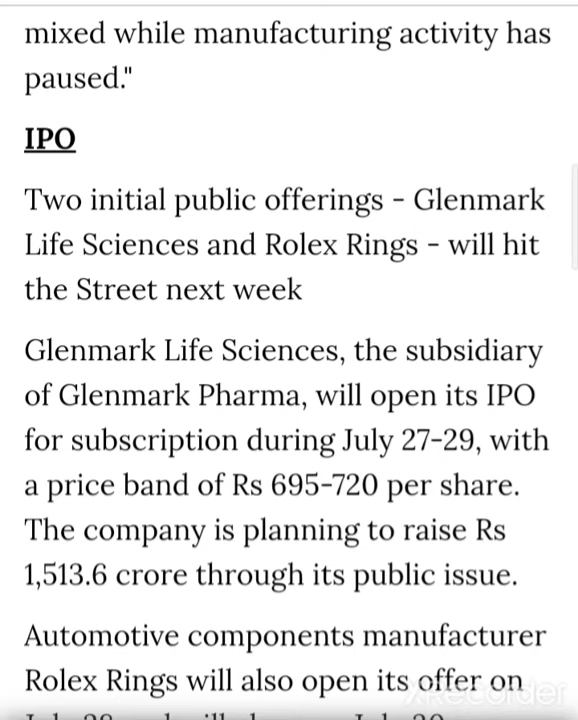 mixed while manufacturing activity has
paused."
IPO
Two initial public offerings - Glenmark
Life Sciences and Rolex Rings - will hit
the Street next week
Glenmark Life Sciences, the subsidiary
of Glenmark Pharma, will open its IPO
for subscription during July 27-29, with
a price band of Rs 695-720 per share.
The company is planning to raise Rs
1,513.6 crore through its public issue.
Automotive components manufacturer
Rolex Rings will also open its offer on
XRecorder